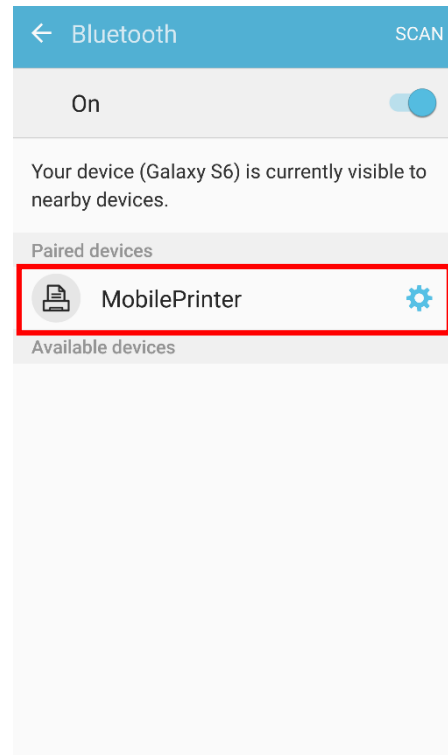 Bluetooth SCAN
On
Your device (Galaxy S6) is currently visible to
nearby devices.
Paired devices
MobilePrinter
Available devices